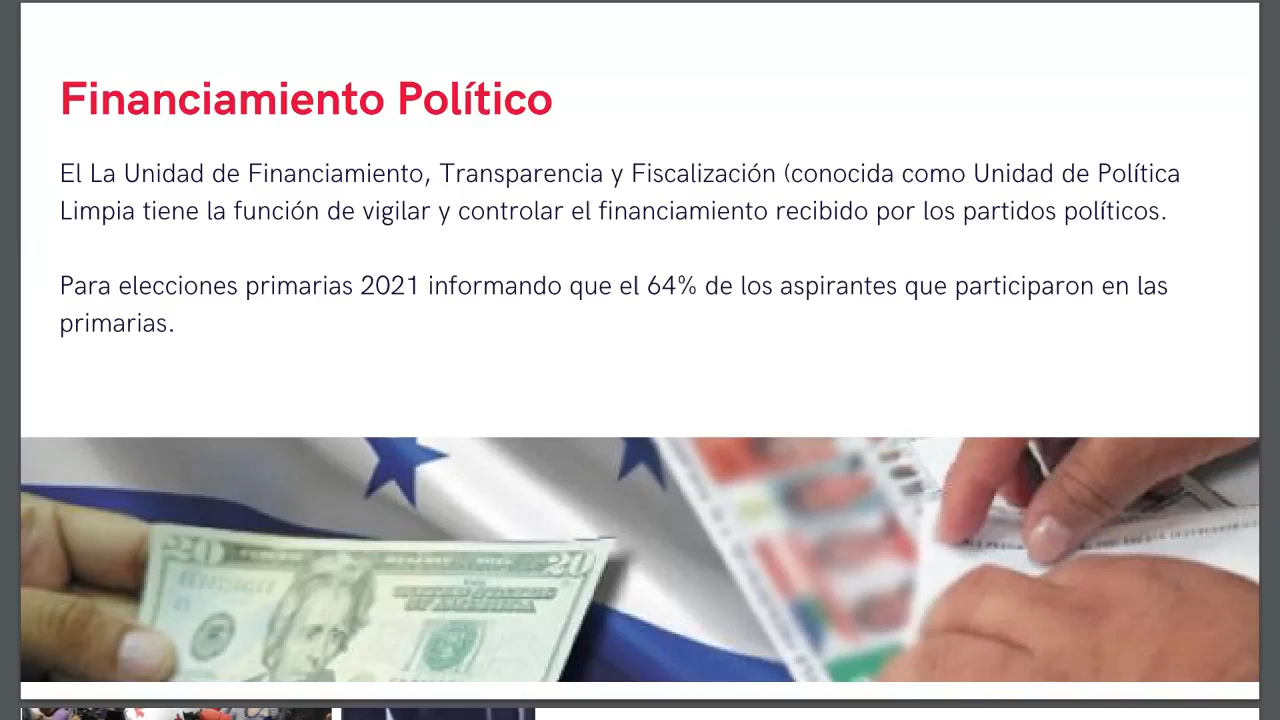 Financiamiento Político
El La Unidad de Financiamiento, Transparencia y Fiscalización (conocida como Unidad de Política
Limpia tiene la función de vigilar y controlar el financiamiento recibido por los partidos políticos.
Para elecciones primarias 2021 informando que el 64% de los aspirantes que participaron en las
primarias.
20
20